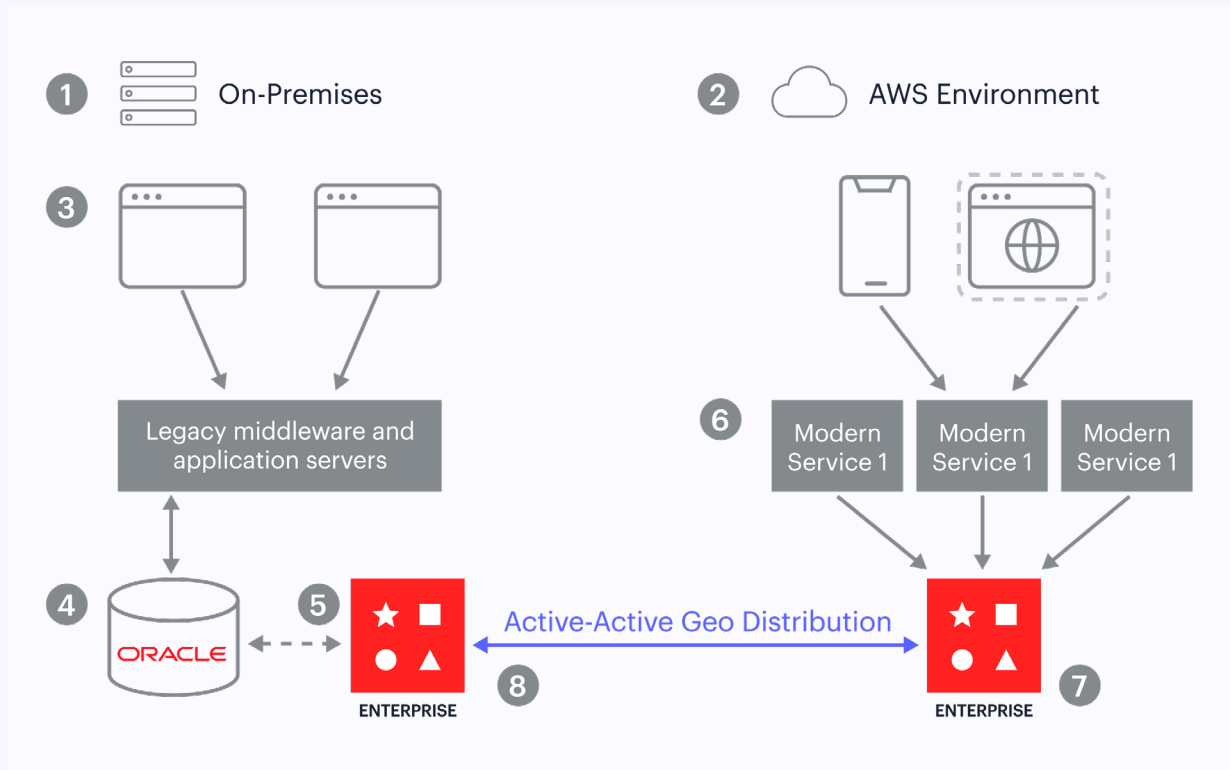 1
On-Premises
2
AWS Environment
3
Legacy middleware and
application servers
6
Modern
Service 1
Modern
Service 1
Modern
Service 1
4
ORACLE
5
ENTERPRISE
Active-Active Geo Distribution
8
ENTERPRISE
7